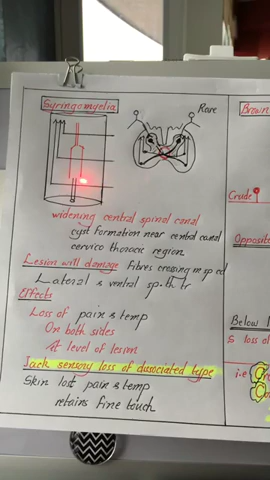 Syringomyelia
Rare
widening central spinal canal
cyst formation near central canal
cervico thoracic region
Lesion will damage Fibres crossing in sp cd
Lateral & ventral sp. th tr
Effects
Loss of pain & temp
On both sides
At level of lesion
Jack sensory loss of dissociated type
Skin lost pain & temp
retains fine touch
Brown
Crude
Opposite
Below l
s loss of
i.e